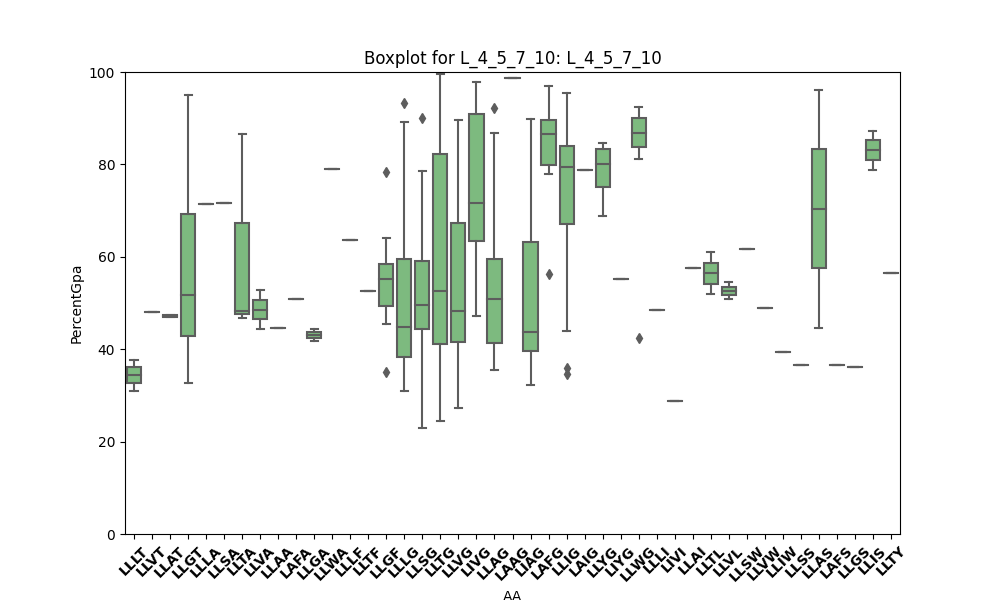 Boxplot for L_4_5_7_10: L_4_5_7_10
PercentGpa
100
80
60
40
20
0
LLLT LLVT LLAT LLGT LLLA LLSA LLTA LLVA LLAA LAFA LLGA LLWA LLLF LLTF LLGF LLLG LLSG LLTG LLVG LIVG LLAG LAAG LIAG LAFG LLIG LAIG LLYG LIYG LLWG LLLI LIVI LLAI LLTL LLVL LLSW LLVW LLIW LLSS LLAS LAFS LLGS LLIS LLTY
AA